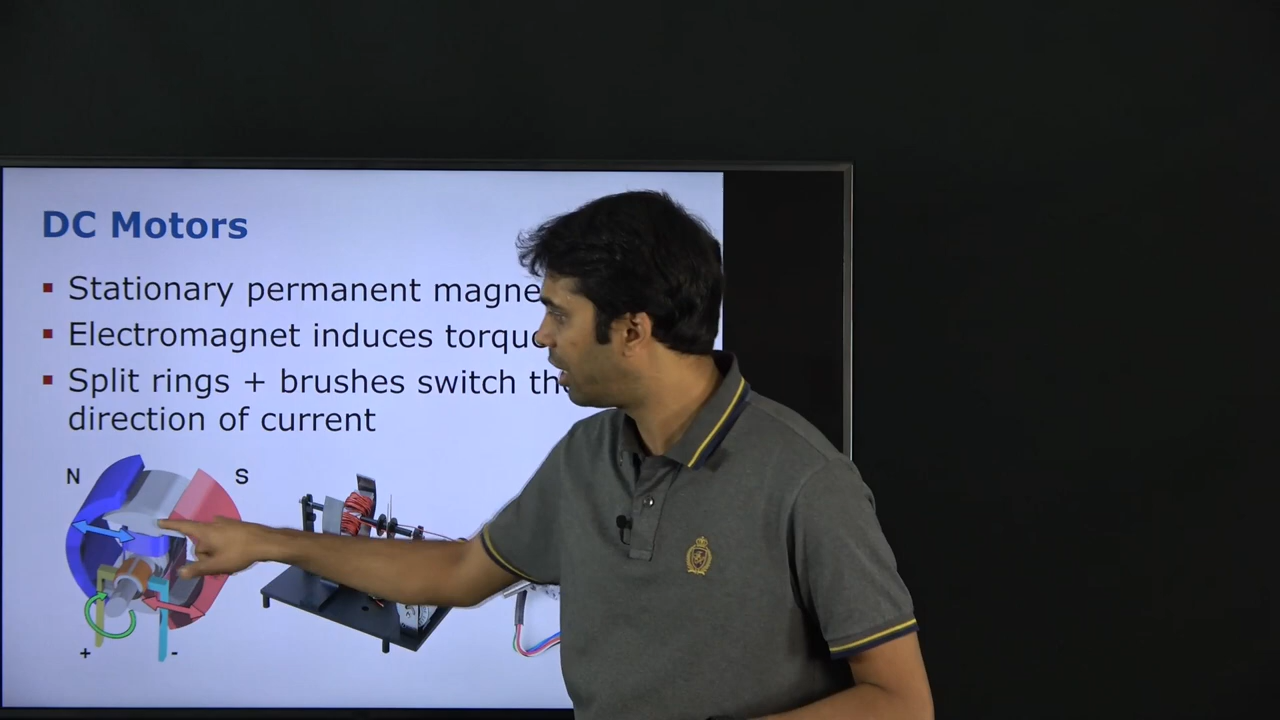 DC Motors
▪ Stationary permanent magne
▪ Electromagnet induces torqu
▪ Split rings + brushes switch th
direction of current
N S
+ -